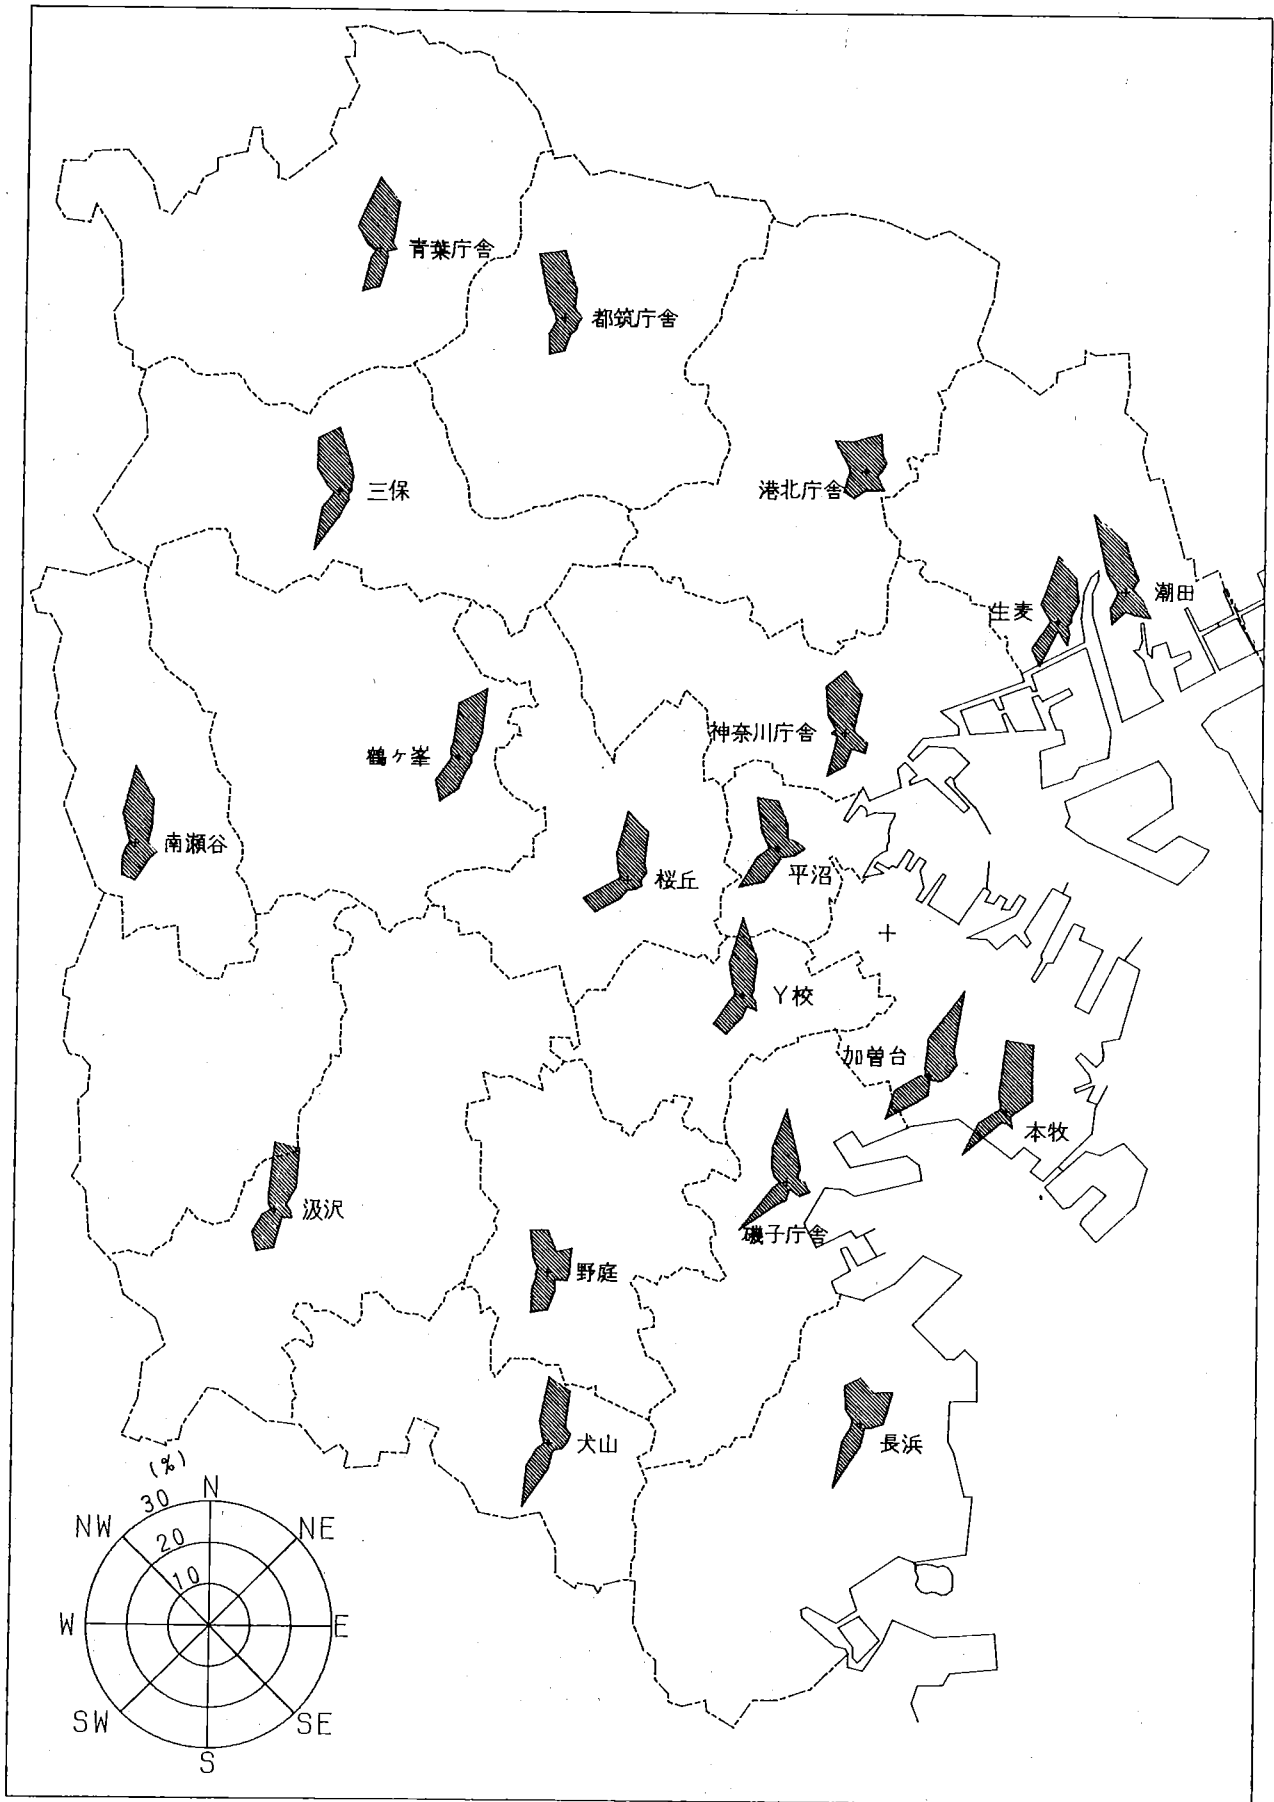 青葉庁舎
都筑庁舎
三保
港北庁舎
潮田
生麦
神奈川庁舎
鶴ヶ峯
南瀬谷
桜丘
平沼
Y校
加曽台
本牧
汲沢
磯子庁舎
野庭
犬山
長浜
(%)
30
20
10
N
NW
NE
W
E
SW
SE
S